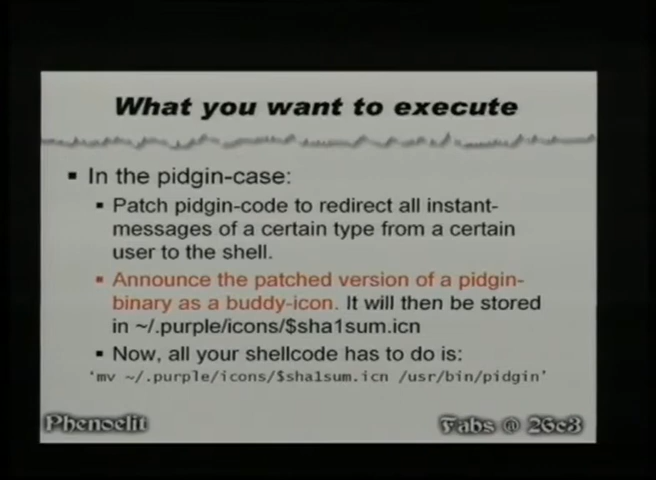 What you want to execute
▪ In the pidgin-case:
▪ Patch pidgin-code to redirect all instant-
messages of a certain type from a certain
user to the shell.
▪ Announce the patched version of a pidgin-
binary as a buddy-icon. It will then be stored
in ~/.purple/icons/$sha1sum.icn
▪ Now, all your shellcode has to do is:
‘mv ~/.purple/icons/$sha1sum.icn /usr/bin/pidgin’
Phenoelit
Fabs @ 26c3